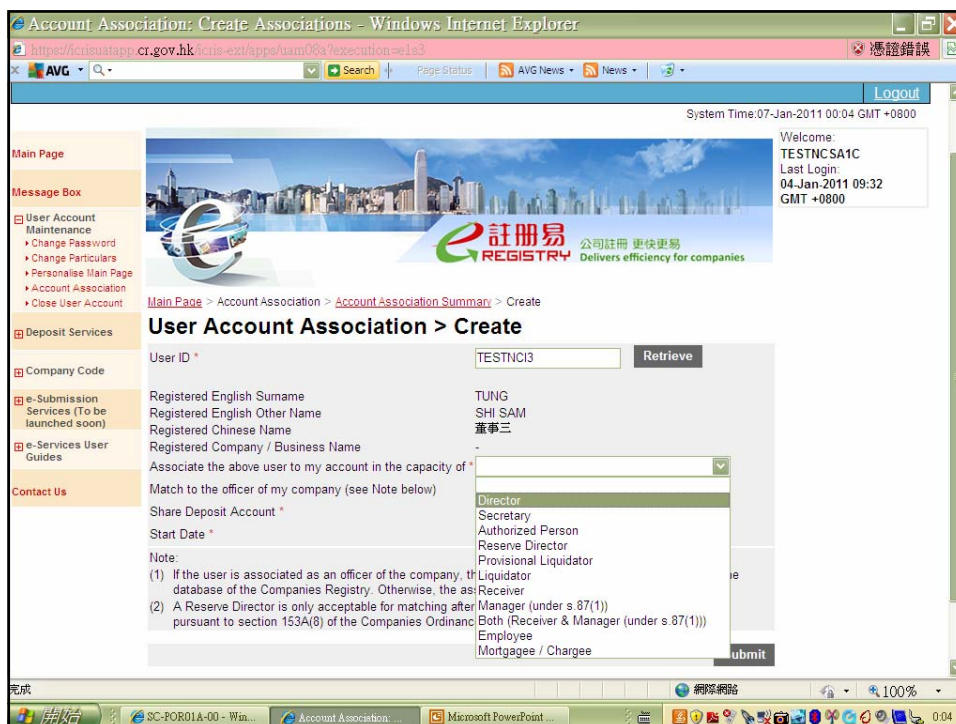 Account Association: Create Associations - Windows Internet Explorer
https://icrisuatapp.cr.gov.hk/icris-ext/apps/uam08a?execution=e1s3
憑證錯誤
AVG
Search
Page Status
AVG News
News
Logout
System Time:07-Jan-2011 00:04 GMT +0800
Welcome:
TESTNCSA1C
Last Login:
04-Jan-2011 09:32
GMT +0800
Main Page
Message Box
User Account
Maintenance
Change Password
Change Particulars
Personalise Main Page
Account Association
Close User Account
Deposit Services
Company Code
e-Submission
Services (To be
launched soon)
e-Services User
Guides
Contact Us
註冊易
REGISTRY
公司註冊 更快更易
Delivers efficiency for companies
Main Page > Account Association > Account Association Summary > Create
User Account Association > Create
User ID * TESTNCI3 Retrieve
Registered English Surname TUNG
Registered English Other Name SHI SAM
Registered Chinese Name 董事三
Registered Company / Business Name -
Associate the above user to my account in the capacity of *
Match to the officer of my company (see Note below)
Share Deposit Account *
Start Date *
Director
Secretary
Authorized Person
Reserve Director
Provisional Liquidator
Liquidator
Receiver
Manager (under s.87(1))
Both (Receiver & Manager (under s.87(1)))
Employee
Mortgagee / Chargee
Note:
(1) If the user is associated as an officer of the company, th
database of the Companies Registry. Otherwise, the as
(2) A Reserve Director is only acceptable for matching after
pursuant to section 153A(8) of the Companies Ordinanc
ubmit
完成
網際網路
100%
開始
SC-POR01A-00 - Win...
Account Association: ...
Microsoft PowerPoint ...
0:04